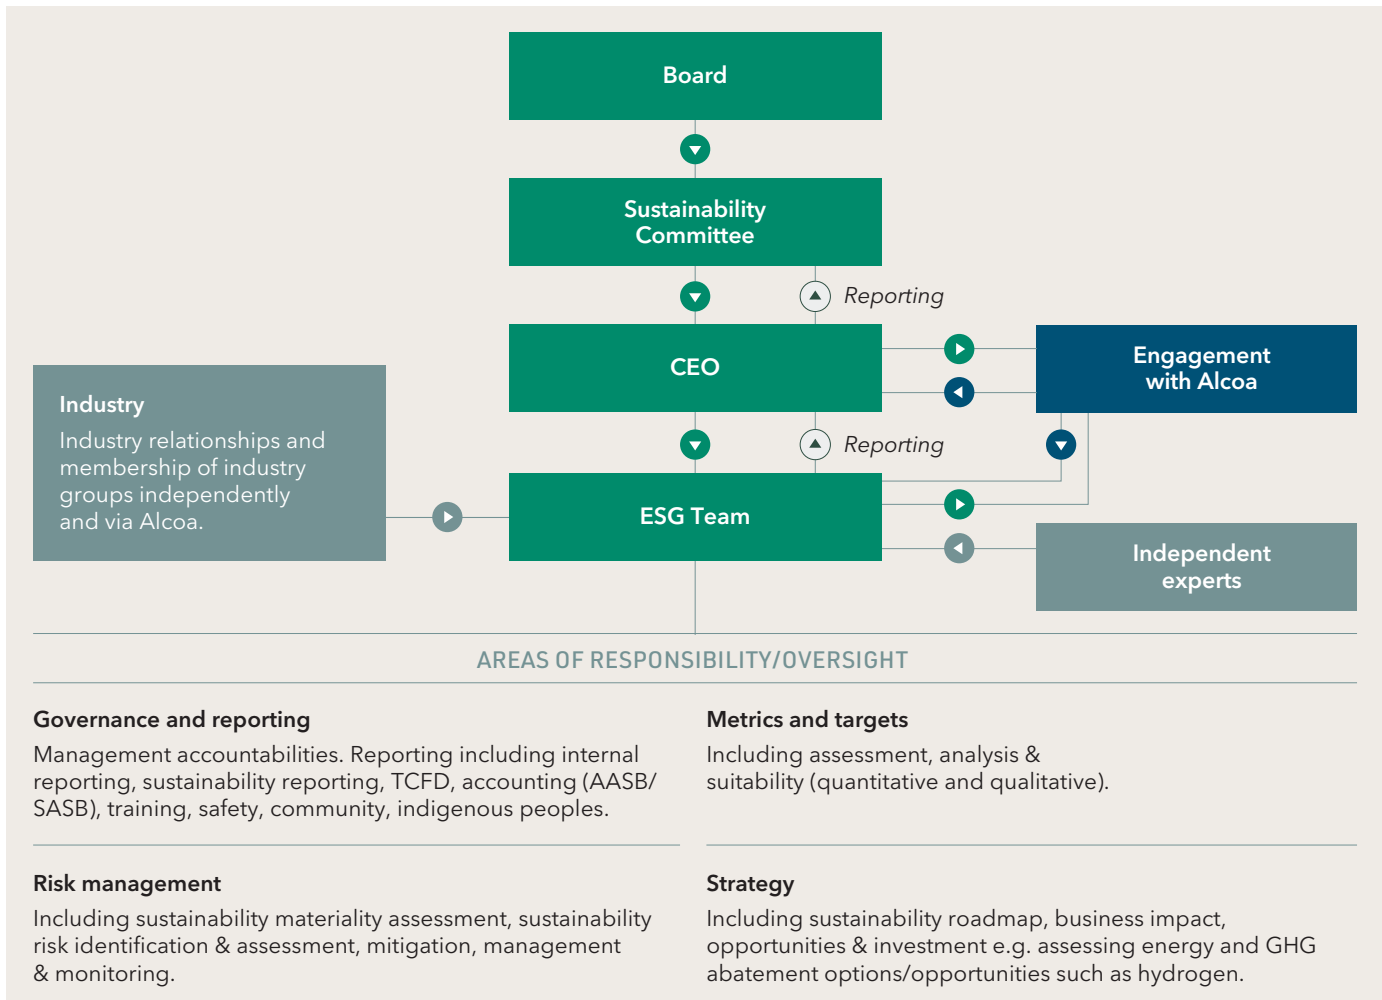 Board
Sustainability
Committee
Reporting
CEO
Engagement
with Alcoa
Industry
Industry relationships and
membership of industry
groups independently
and via Alcoa.
Reporting
ESG Team
Independent
experts
AREAS OF RESPONSIBILITY/OVERSIGHT
Governance and reporting
Management accountabilities. Reporting including internal
reporting, sustainability reporting, TCFD, accounting (AASB/
SASB), training, safety, community, indigenous peoples.
Metrics and targets
Including assessment, analysis &
suitability (quantitative and qualitative).
Risk management
Including sustainability materiality assessment, sustainability
risk identification & assessment, mitigation, management
& monitoring.
Strategy
Including sustainability roadmap, business impact,
opportunities & investment e.g. assessing energy and GHG
abatement options/opportunities such as hydrogen.